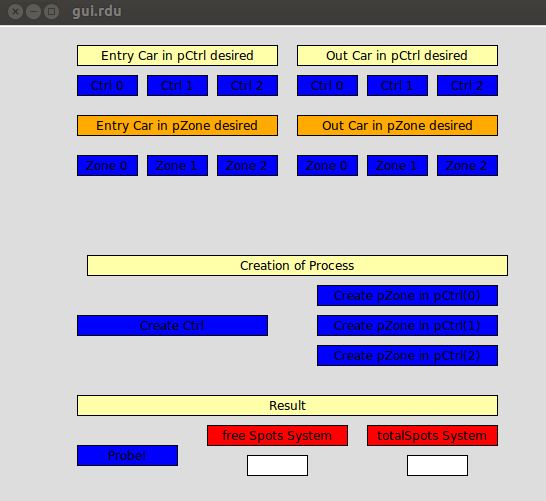 gui.rdu
Entry Car in pCtrl desired
Out Car in pCtrl desired
Ctrl 0 Ctrl 1 Ctrl 2 Ctrl 0 Ctrl 1 Ctrl 2
Entry Car in pZone desired
Out Car in pZone desired
Zone 0 Zone 1 Zone 2 Zone 0 Zone 1 Zone 2
Creation of Process
Create pZone in pCtrl(0)
Create Ctrl
Create pZone in pCtrl(1)
Create pZone in pCtrl(2)
Result
free Spots System
totalSpots System
Probe!